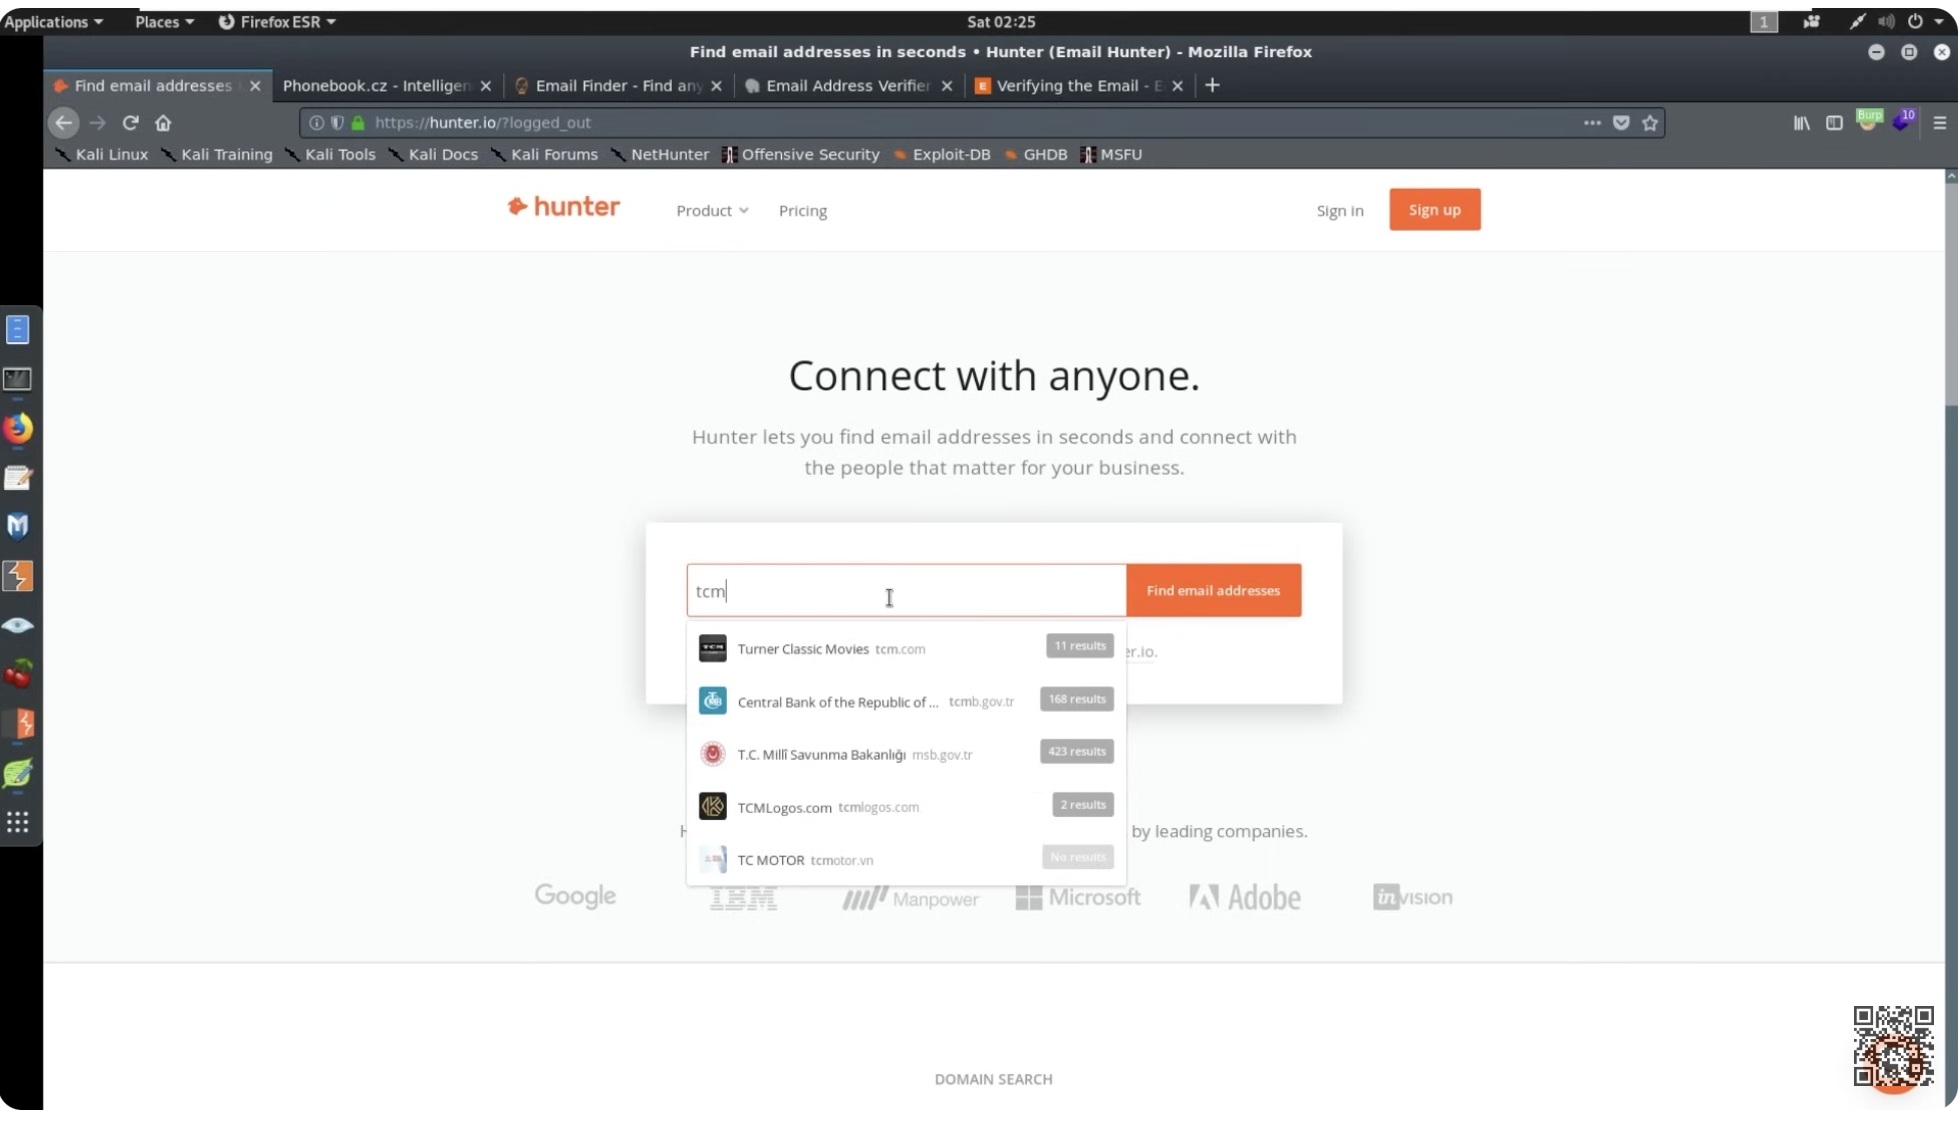 Applications Places Firefox ESR Sat 02:25 1
Find email addresses in seconds • Hunter (Email Hunter) - Mozilla Firefox
Find email addresses Phonebook.cz - Intelligen Email Finder - Find any Email Address Verifier Verifying the Email - E
https://hunter.io/?logged_out Burp 10
Kali Linux Kali Training Kali Tools Kali Docs Kali Forums NetHunter Offensive Security Exploit-DB GHDB MSFU
hunter Product Pricing Sign in Sign up
Connect with anyone.
Hunter lets you find email addresses in seconds and connect with
the people that matter for your business.
tcm Find email addresses
Turner Classic Movies tcm.com 11 results er.io.
Central Bank of the Republic of ... tcmb.gov.tr 168 results
T.C. Millî Savunma Bakanlığı msb.gov.tr 423 results
TCMLogos.com tcmlogos.com 2 results
by leading companies.
TC MOTOR tcmotor.vn No results
Google IBM Manpower Microsoft Adobe invision
DOMAIN SEARCH